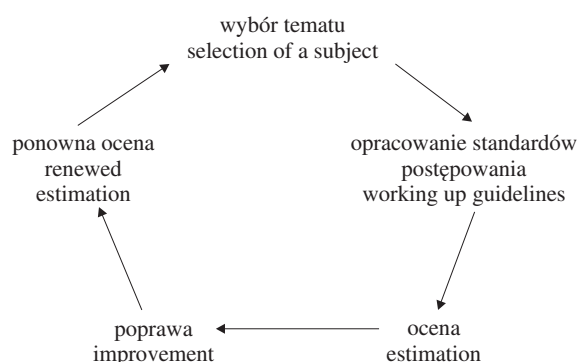 wybór tematu
selection of a subject
opracowanie standardów
postępowania
working up guidelines
ocena
estimation
poprawa
improvement
ponowna ocena
renewed
estimation